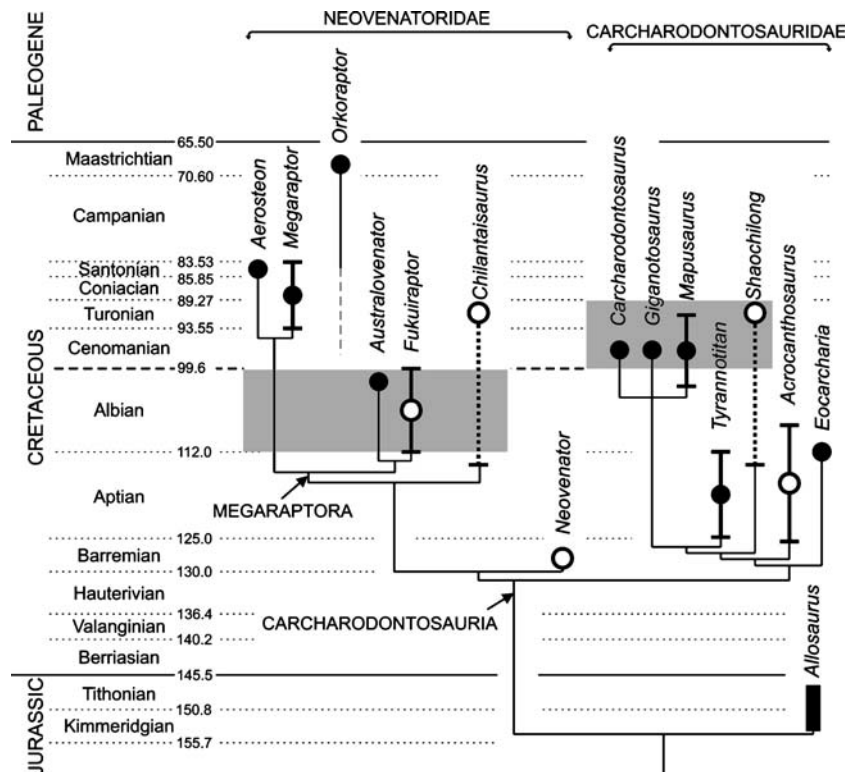 NEOVENATORIDAE
CARCHARODONTOSAURIDAE
PALEOGENE
CRETACEOUS
JURASSIC
65.50
Maastrichtian
70.60
Campanian
83.53
Santonian
85.85
Coniacian
89.27
Turonian
93.55
Cenomanian
99.6
Albian
112.0
Aptian
125.0
Barremian
130.0
Hauterivian
136.4
Valanginian
140.2
Berriasian
145.5
Tithonian
150.8
Kimmeridgian
155.7
Aerosteon
Megaraptor
Orkoraptor
Australovenator
Fukuiraptor
Chilantaisaurus
Neovenator
Carcharodontosaurus
Giganotosaurus
Mapusaurus
Tyrannotitan
Shaochilong
Acrocanthosaurus
Eocarcharia
Allosaurus
MEGARAPTORA
CARCHARODONTOSAURIA